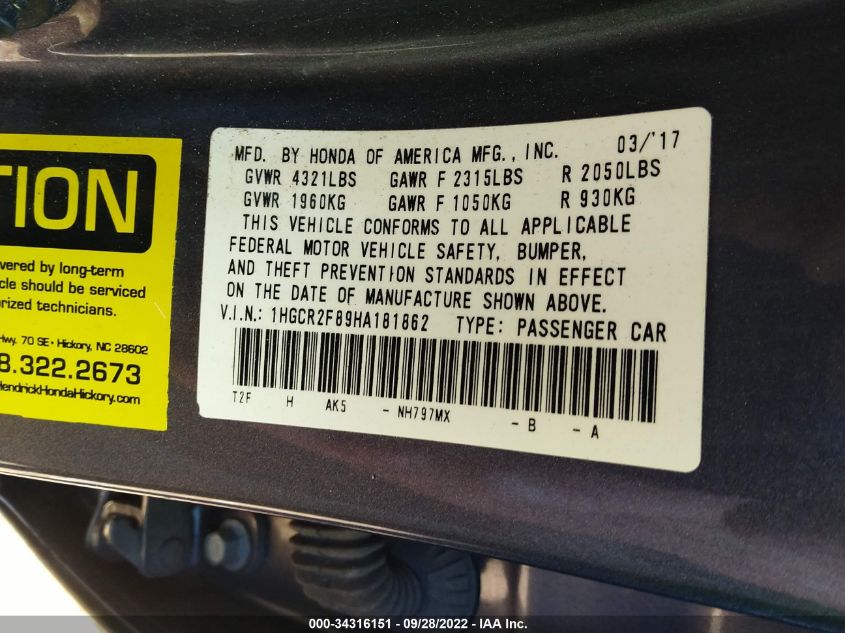 TION
vered by long-term
cle should be serviced
orized technicians.
Hwy. 70 SE • Hickory, NC 28602
8.322.2673
HendrickHondaHickory.com
MFD. BY HONDA OF AMERICA MFG., INC. 03/'17
GVWR 4321LBS GAWR F 2315LBS R 2050LBS
GVWR 1960KG GAWR F 1050KG R 930KG
THIS VEHICLE CONFORMS TO ALL APPLICABLE
FEDERAL MOTOR VEHICLE SAFETY, BUMPER,
AND THEFT PREVENTION STANDARDS IN EFFECT
ON THE DATE OF MANUFACTURE SHOWN ABOVE.
V.I.N.: 1HGCR2F89HA181862 TYPE: PASSENGER CAR
T2F H AK5 - NH797MX - B - A
000-34316151 - 09/28/2022 - IAA Inc.